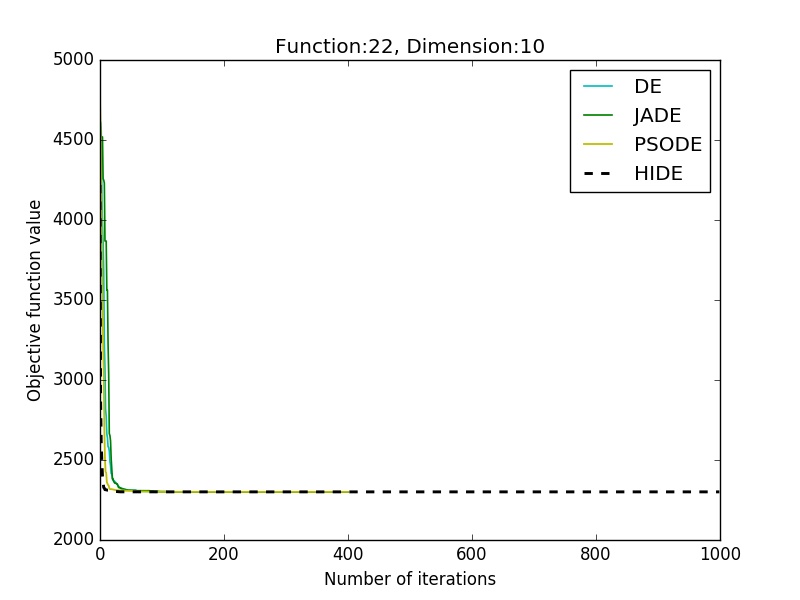 Function:22, Dimension:10
5000
4500
4000
3500
3000
2500
2000
Objective function value
DE
JADE
PSODE
HIDE
0 200 400 600 800 1000
Number of iterations